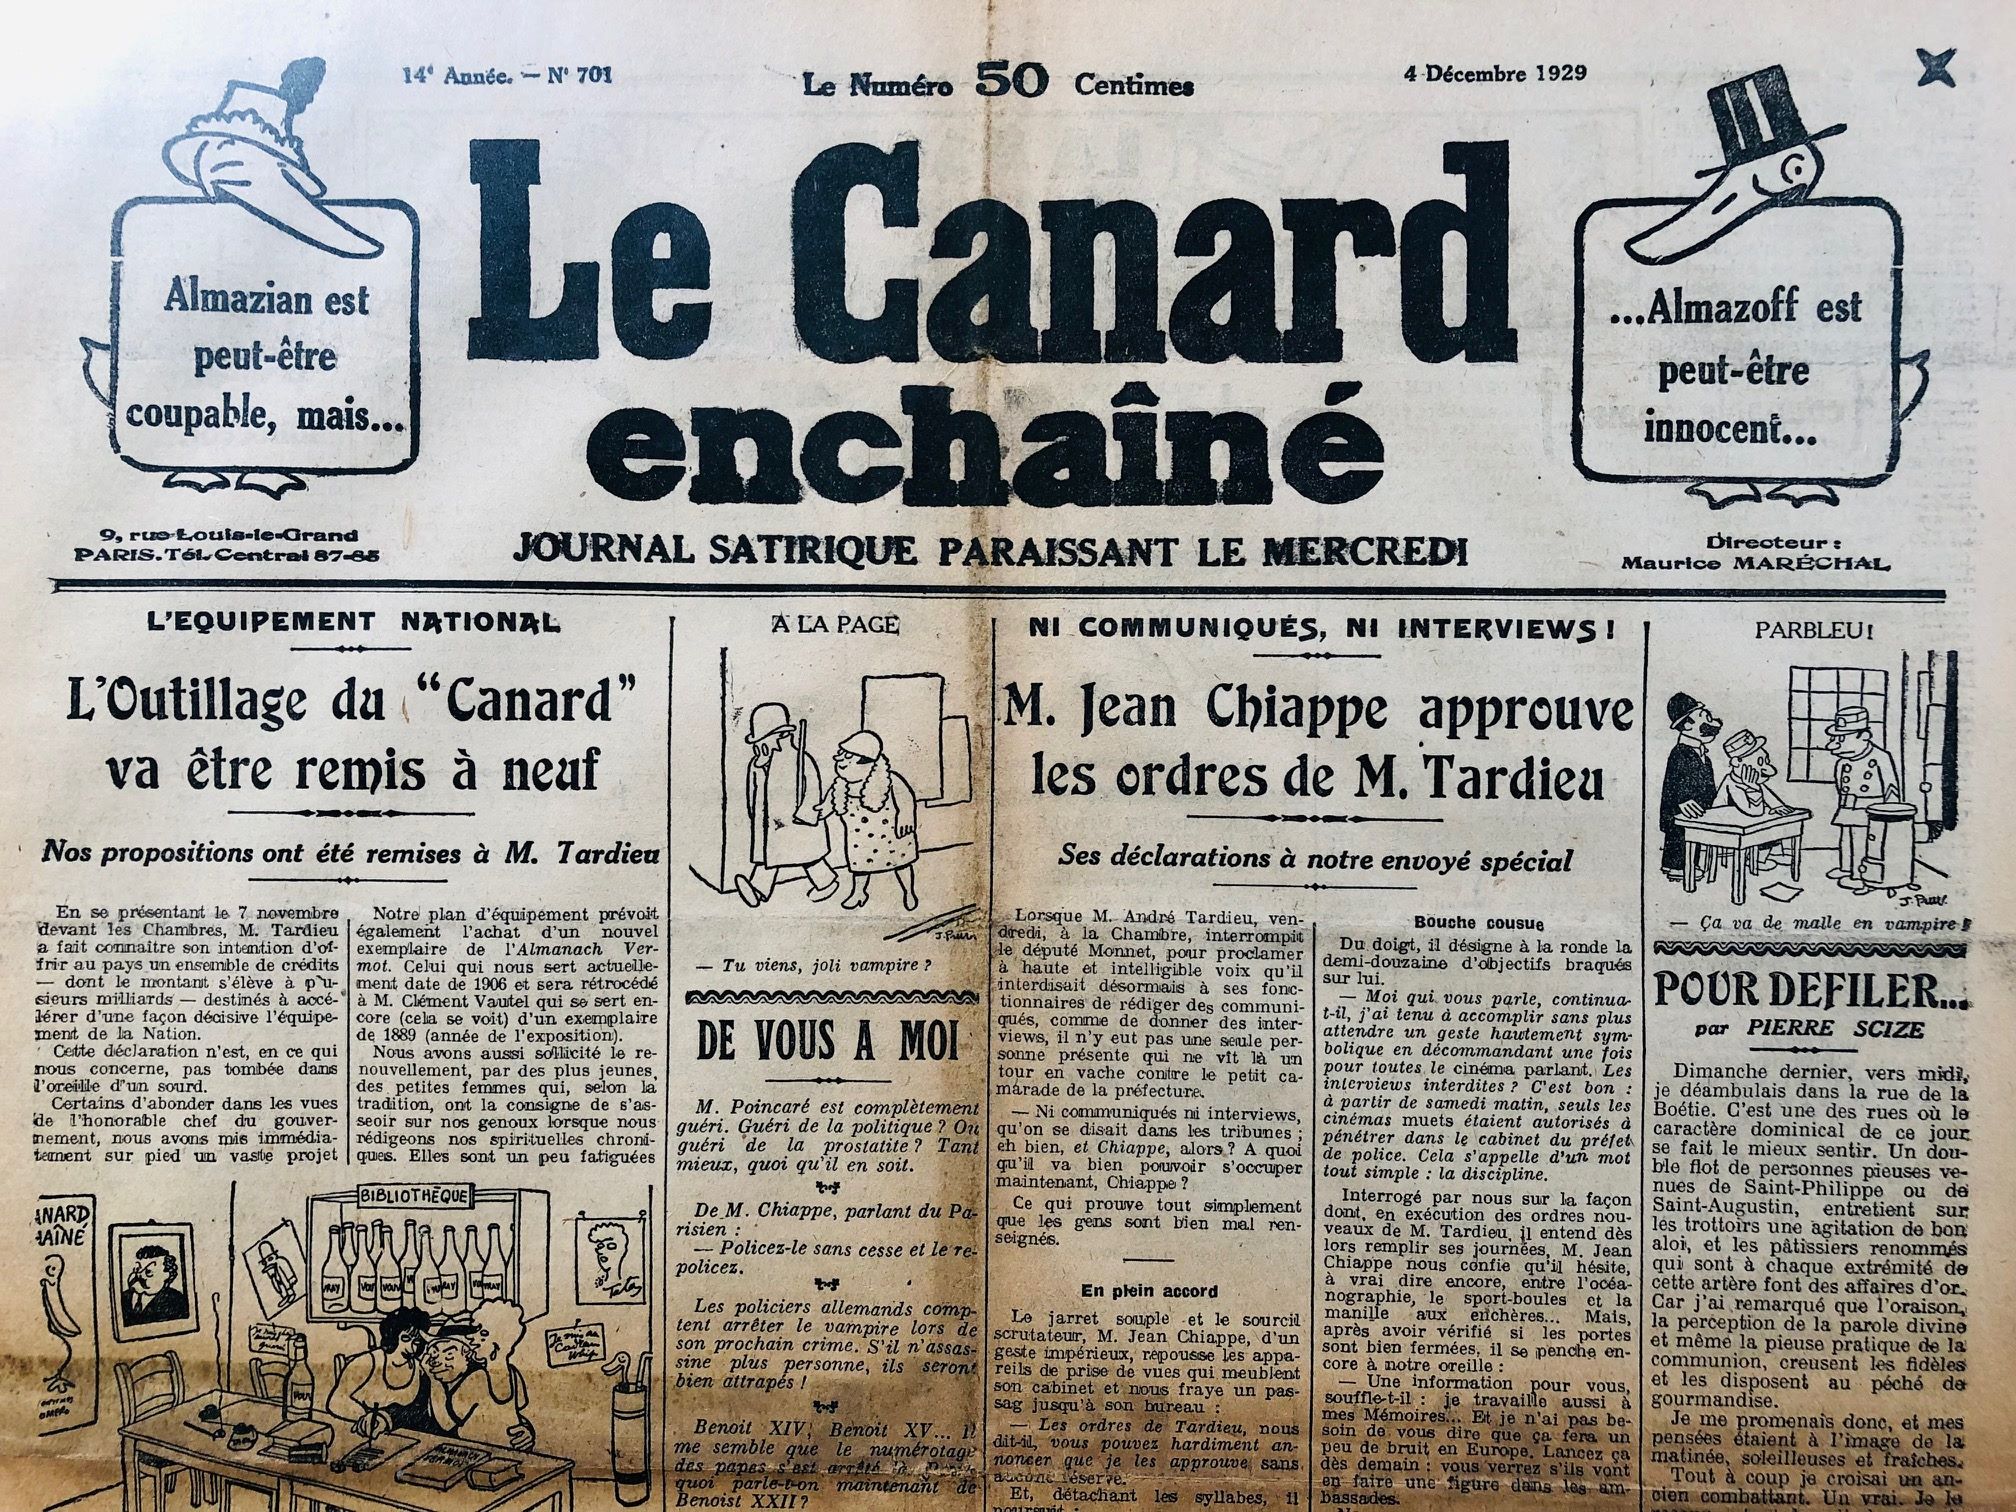 14e Année. — N° 701
Le Numéro 50 Centimes
4 Décembre 1929
Almazian est
peut-être
coupable, mais...
Le Canard
enchaîné
...Almazoff est
peut-être
innocent...
9, rue Louis-le-Grand
PARIS. Tél. Central 87-85
JOURNAL SATIRIQUE PARAISSANT LE MERCREDI
Directeur :
Maurice MARÉCHAL
L'EQUIPEMENT NATIONAL
L'Outillage du "Canard"
va être remis à neuf
Nos propositions ont été remises à M. Tardieu
En se présentant le 7 novembre
devant les Chambres, M. Tardieu
a fait connaître son intention d'of-
frir au pays un ensemble de crédits
— dont le montant s'élève à p'u-
sieurs milliards — destinés à accé-
lérer d'une façon décisive l'équipe-
ment de la Nation.
Cette déclaration n'est, en ce qui
nous concerne, pas tombée dans
l'oreille d'un sourd.
Certains d'abonder dans les vues
de l'honorable chef du gouver-
nement, nous avons mis immédia-
tement sur pied un vaste projet
Notre plan d'équipement prévoit
également l'achat d'un nouvel
exemplaire de l'Almanach Ver-
mot. Celui qui nous sert actuelle-
ment date de 1906 et sera rétrocédé
à M. Clément Vautel qui se sert en-
core (cela se voit) d'un exemplaire
de 1889 (année de l'exposition).
Nous avons aussi sollicité le re-
nouvellement, par des plus jeunes,
des petites femmes qui, selon la
tradition, ont la consigne de s'as-
seoir sur nos genoux lorsque nous
rédigeons nos spirituelles chroni-
ques. Elles sont un peu fatiguées
ANARD
HAÎNÉ
BIBLIOTHÈQUE
A LA PAGE
— Tu viens, joli vampire ?
DE VOUS A MOI
M. Poincaré est complètement
guéri. Guéri de la politique ? Ou
guéri de la prostatite ? Tant
mieux, quoi qu'il en soit.
De M. Chiappe, parlant du Pa-
risien :
— Policez-le sans cesse et le re-
policez.
Les policiers allemands comp-
tent arrêter le vampire lors de
son prochain crime. S'il n'assas-
sine plus personne, ils seront
bien attrapés !
Benoit XIV, Benoit XV... Il
me semble que le numérotage
des papes s'est arrêté là. Pour-
quoi parle-t-on maintenant de
Benoist XXII ?
NI COMMUNIQUÉS, NI INTERVIEWS !
M. Jean Chiappe approuve
les ordres de M. Tardieu
Ses déclarations à notre envoyé spécial
Lorsque M. André Tardieu, ven-
dredi, à la Chambre, interrompit
le député Monnet, pour proclamer
à haute et intelligible voix qu'il
interdisait désormais à ses fonc-
tionnaires de rédiger des communi-
qués, comme de donner des inter-
views, il n'y eut pas une seule per-
sonne présente qui ne vît là un
tour en vache contre le petit ca-
marade de la préfecture.
— Ni communiqués ni interviews,
qu'on se disait dans les tribunes ;
eh bien, et Chiappe, alors ? A quoi
qu'il va bien pouvoir s'occuper
maintenant, Chiappe ?
Ce qui prouve tout simplement
que les gens sont bien mal ren-
seignés.
En plein accord
Le jarret souple et le sourcil
scrutateur, M. Jean Chiappe, d'un
geste impérieux, repousse les appa-
reils de prise de vues qui meublent
son cabinet et nous fraye un pas-
sag jusqu'à son bureau :
— Les ordres de Tardieu, nous
dit-il, vous pouvez hardiment an-
noncer que je les approuve sans
aucune réserve.
Et, détachant les syllabes, il
poursuit :
Bouche cousue
Du doigt, il désigne à la ronde la
demi-douzaine d'objectifs braqués
sur lui.
— Moi qui vous parle, continua-
t-il, j'ai tenu à accomplir sans plus
attendre un geste hautement sym-
bolique en décommandant une fois
pour toutes le cinéma parlant. Les
interviews interdites ? C'est bon :
à partir de samedi matin, seuls les
cinémas muets étaient autorisés à
pénétrer dans le cabinet du préfet
de police. Cela s'appelle d'un mot
tout simple : la discipline.
Interrogé par nous sur la façon
dont, en exécution des ordres nou-
veaux de M. Tardieu, il entend dès
lors remplir ses journées, M. Jean
Chiappe nous confie qu'il hésite,
à vrai dire encore, entre l'océa-
nographie, le sport-boules et la
manille aux enchères... Mais,
après avoir vérifié si les portes
sont bien fermées, il se penche en-
core à notre oreille :
— Une information pour vous,
souffle-t-il : je travaille aussi à
mes Mémoires... Et je n'ai pas be-
soin de vous dire que ça fera un
peu de bruit en Europe. Lancez ça
dès demain : vous verrez s'ils vont
en faire une figure dans les am-
bassades.
PARBLEU !
— Ça va de malle en vampire !
POUR DEFILER...
par PIERRE SCIZE
Dimanche dernier, vers midi,
je déambulais dans la rue de la
Boétie. C'est une des rues où le
caractère dominical de ce jour
se fait le mieux sentir. Un dou-
ble flot de personnes pieuses ve-
nues de Saint-Philippe ou de
Saint-Augustin, entretient sur
les trottoirs une agitation de bon
aloi, et les pâtissiers renommés
qui sont à chaque extrémité de
cette artère font des affaires d'or.
Car j'ai remarqué que l'oraison,
la perception de la parole divine
et même la pieuse pratique de la
communion, creusent les fidèles
et les disposent au péché de
gourmandise.
Je me promenais donc, et mes
pensées étaient à l'image de la
matinée, soleilleuses et fraîches.
Tout à coup je croisai un an-
cien combattant. Un vrai. Je le